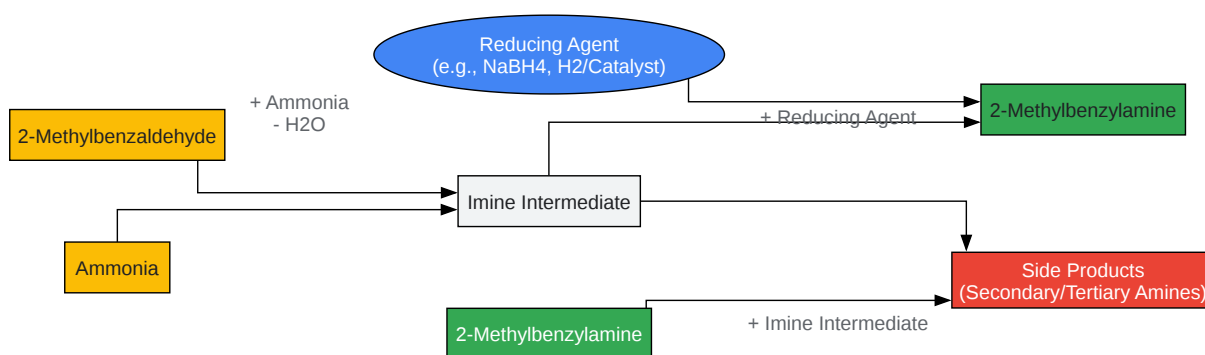 Reducing Agent
(e.g., NaBH4, H2/Catalyst)
+ Ammonia
- H2O
2-Methylbenzaldehyde
2-Methylbenzylamine
+ Reducing Agent
Imine Intermediate
Ammonia
Side Products
(Secondary/Tertiary Amines)
2-Methylbenzylamine
+ Imine Intermediate